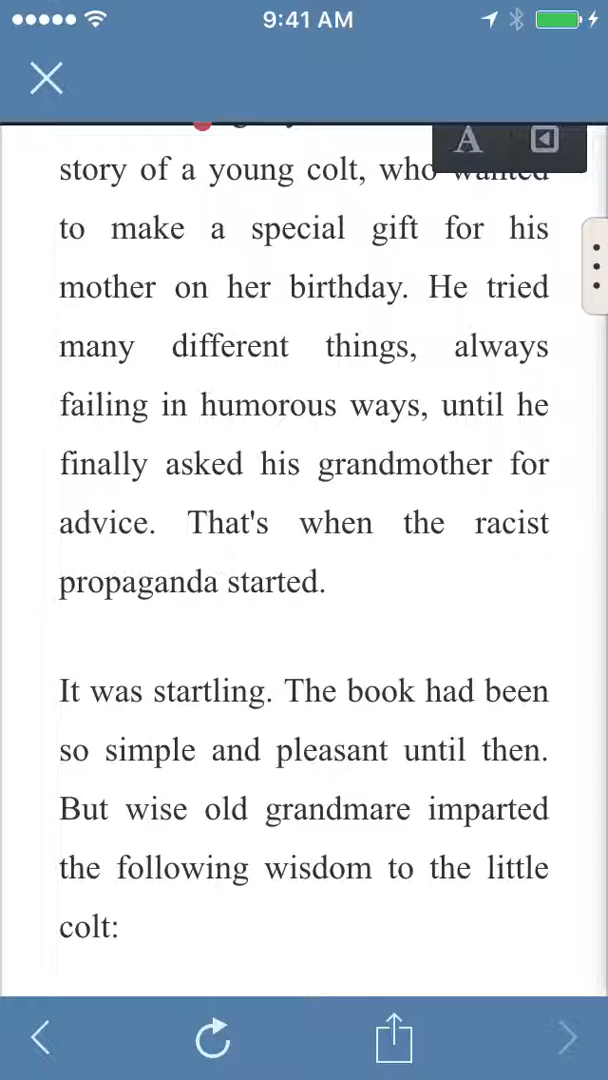 9:41 AM
A
story of a young colt, who wanted
to make a special gift for his
mother on her birthday. He tried
many different things, always
failing in humorous ways, until he
finally asked his grandmother for
advice. That's when the racist
propaganda started.
It was startling. The book had been
so simple and pleasant until then.
But wise old grandmare imparted
the following wisdom to the little
colt: